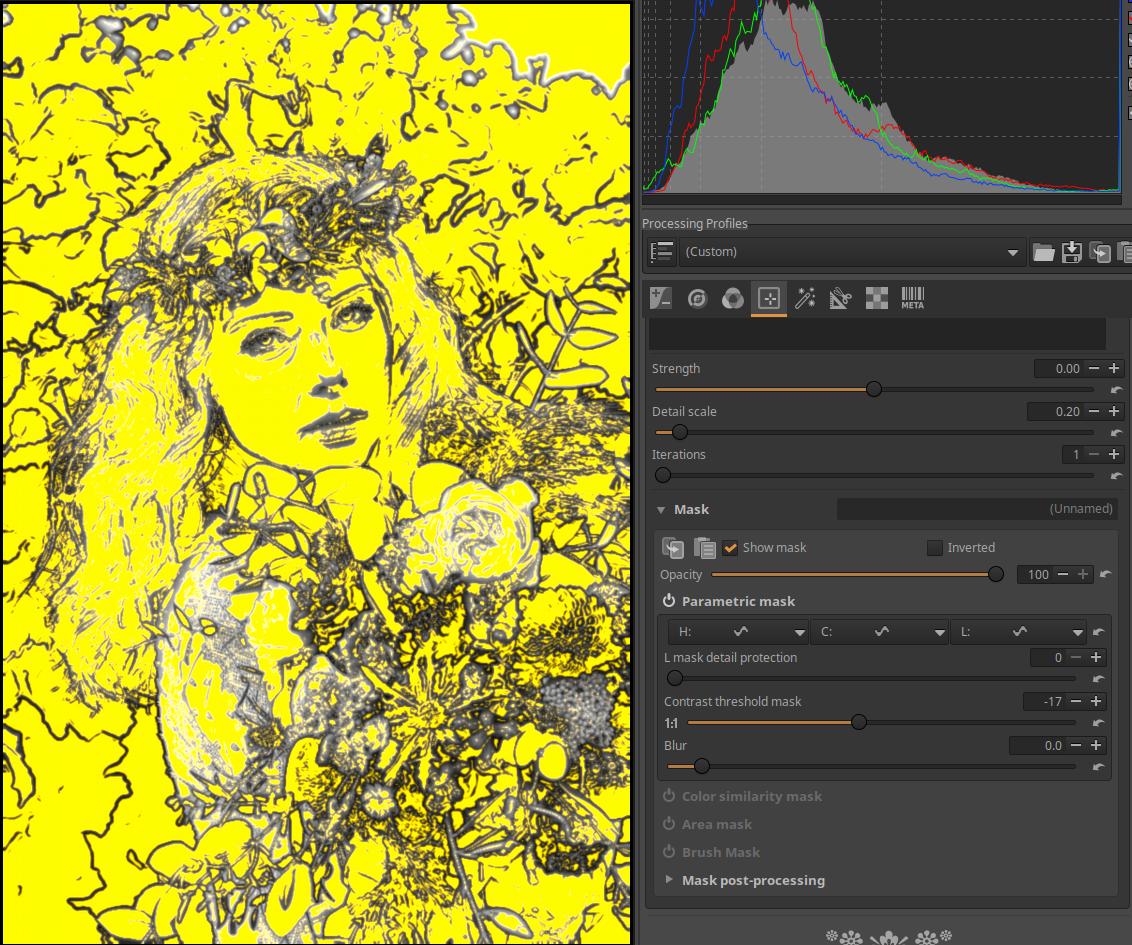 Processing Profiles
(Custom)
META
Strength 0.00
Detail scale 0.20
Iterations 1
Mask (Unnamed)
Show mask Inverted
Opacity 100
Parametric mask
H: C: L:
L mask detail protection 0
Contrast threshold mask -17
1:1
Blur 0.0
Color similarity mask
Area mask
Brush Mask
Mask post-processing